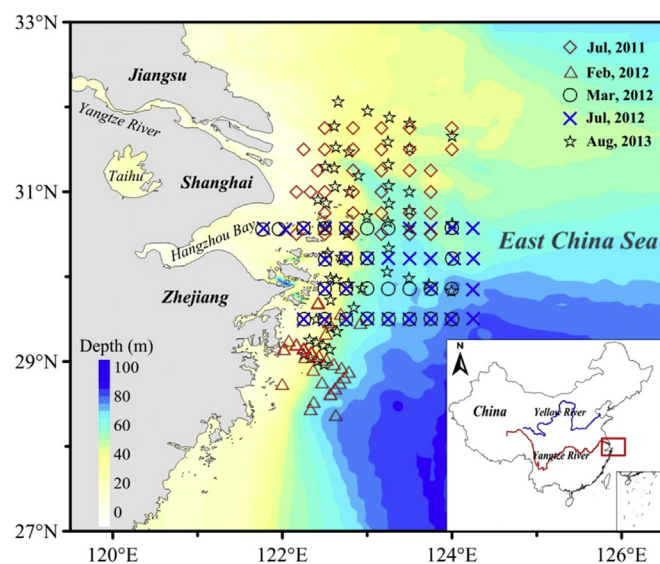 33°N
31°N
29°N
27°N
120°E
122°E
124°E
126°E
Jiangsu
Yangtze River
Taihu
Shanghai
Hangzhou Bay
Zhejiang
East China Sea
Jul, 2011
Feb, 2012
Mar, 2012
Jul, 2012
Aug, 2013
Depth (m)
100
80
60
40
20
0
N
China
Yellow River
Yangtze River